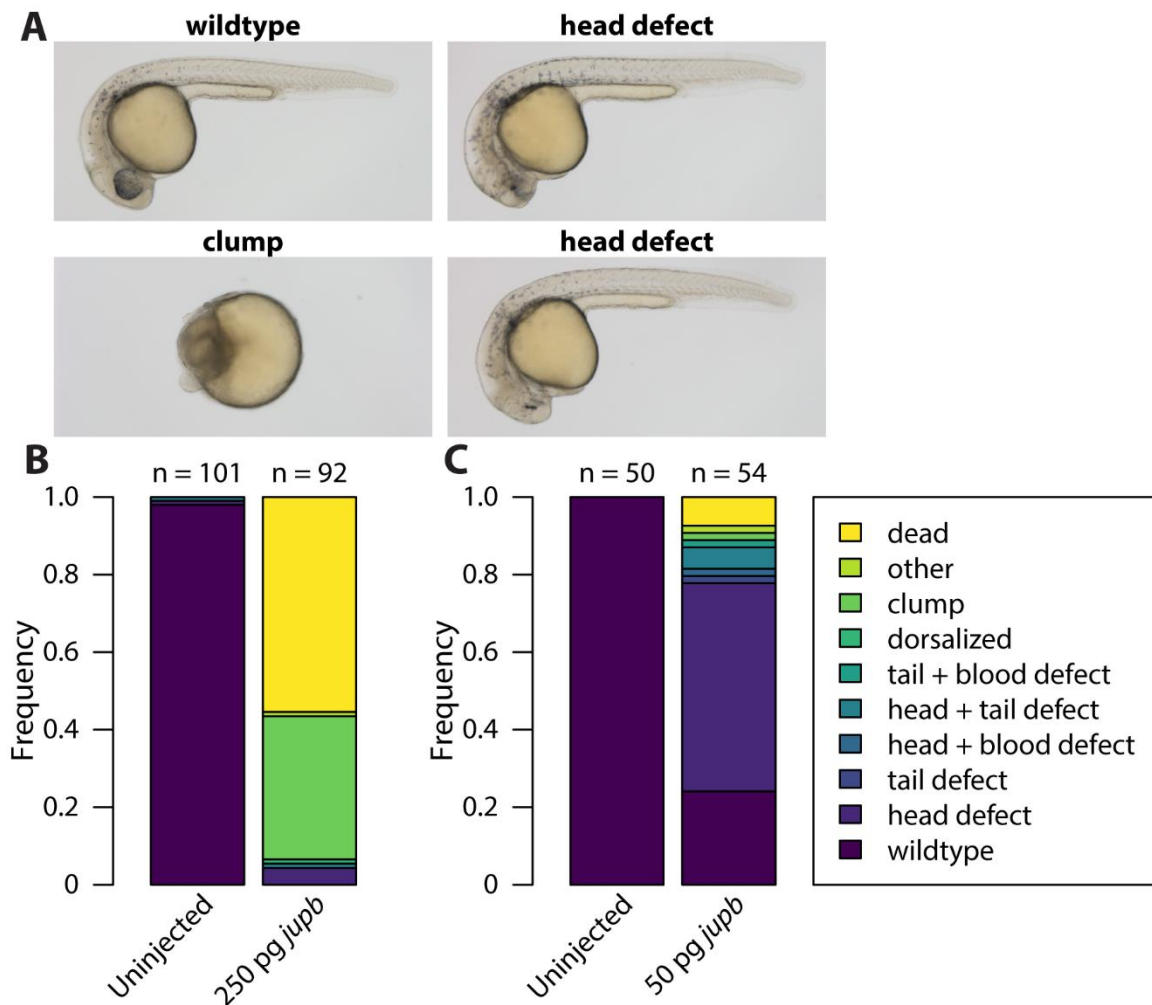 A
wildtype
head defect
clump
head defect
B
n = 101
n = 92
1.0
0.8
0.6
0.4
0.2
0
Frequency
Uninjected
250 pg jupb
C
n = 50
n = 54
1.0
0.8
0.6
0.4
0.2
0
Frequency
Uninjected
50 pg jupb
dead
other
clump
dorsalized
tail + blood defect
head + tail defect
head + blood defect
tail defect
head defect
wildtype